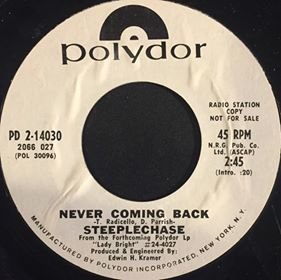 polydor
PD 2-14030
2066 027
(POL 30096)
RADIO STATION
COPY
NOT FOR SALE
45 RPM
N.R.G. Pub. Co.
Ltd. (ASCAP)
2:45
(Intro. :20)
NEVER COMING BACK
-T. Radicello, D. Parrish-
STEEPLECHASE
From the Forthcoming Polydor Lp
"Lady Bright" #24-4027
Produced & Engineered By:
Edwin H. Kramer
MANUFACTURED BY POLYDOR INCORPORATED, NEW YORK, N.Y.